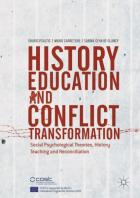 CHARIS PSALTIS / MARIO CARRETERO / SABINA ČEHAJIĆ-CLANCY
HISTORY
EDUCATION
AND
CONFLICT
TRANSFORMATION
Social Psychological Theories, History
Teaching and Reconciliation
cost